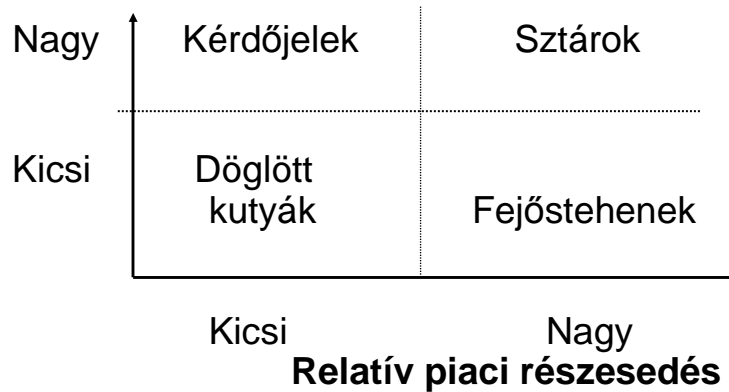 Nagy Kérdőjelek Sztárok
Kicsi Döglött
kutyák Fejőstehenek
Kicsi Nagy
Relatív piaci részesedés